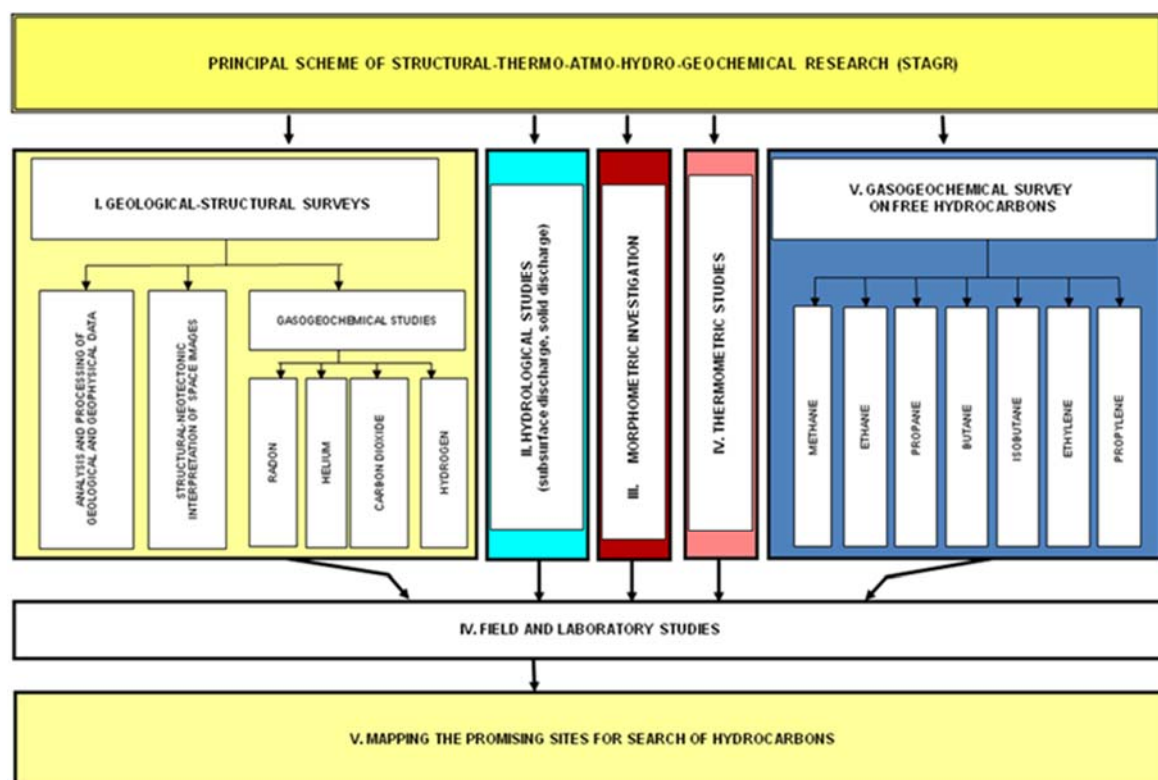 PRINCIPAL SCHEME OF STRUCTURAL-THERMO-ATMO-HYDRO-GEOCHEMICAL RESEARCH (STAGR)
I. GEOLOGICAL-STRUCTURAL SURVEYS
ANALYSIS AND PROCESSING OF
GEOLOGICAL AND GEOPHYSICAL DATA
STRUCTURAL-NEOTECTONIC
INTERPRETATION OF SPACE IMAGES
GASOGEOCHEMICAL STUDIES
RADON
HELIUM
CARBON DIOXIDE
HYDROGEN
II. HYDROLOGICAL STUDIES
(subsurface discharge, solid discharge)
III. MORPHOMETRIC INVESTIGATION
IV. THERMOMETRIC STUDIES
V. GASOGEOCHEMICAL SURVEY
ON FREE HYDROCARBONS
METHANE
ETHANE
PROPANE
BUTANE
ISOBUTANE
ETHYLENE
PROPYLENE
IV. FIELD AND LABORATORY STUDIES
V. MAPPING THE PROMISING SITES FOR SEARCH OF HYDROCARBONS